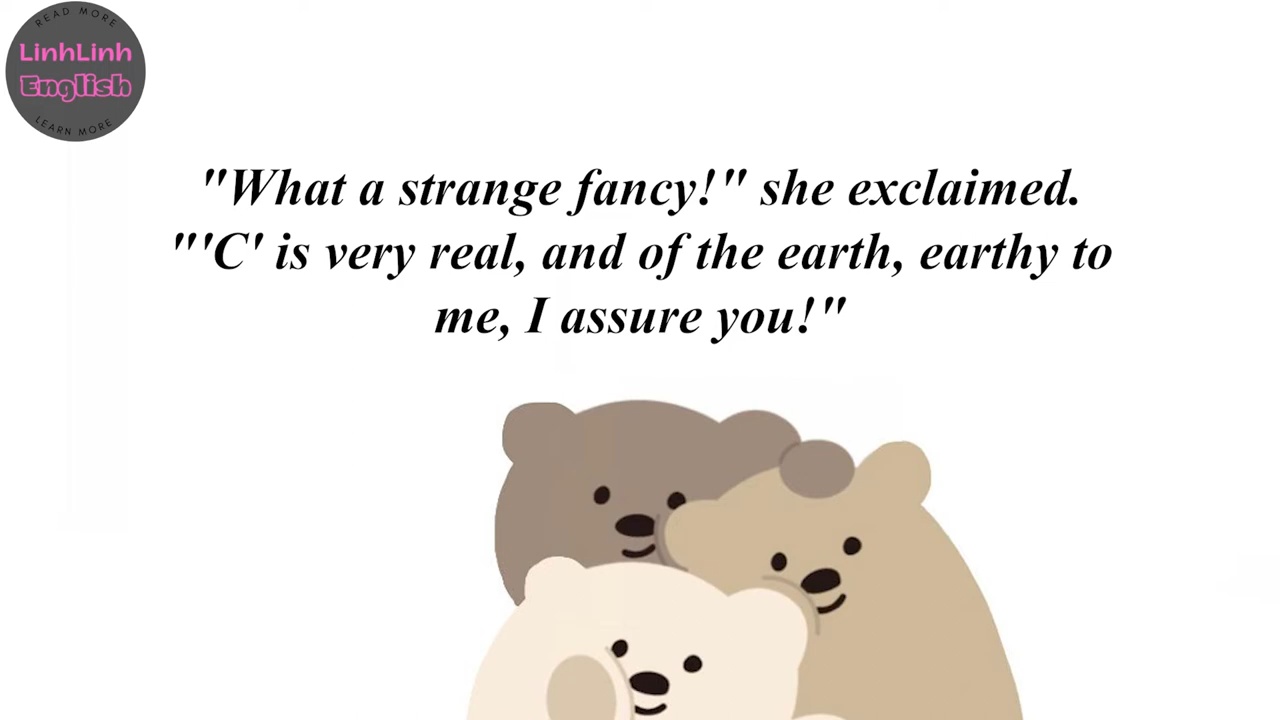 READ MORE
LinhLinh
English
LEARN MORE
"What a strange fancy!" she exclaimed.
"'C' is very real, and of the earth, earthy to
me, I assure you!"